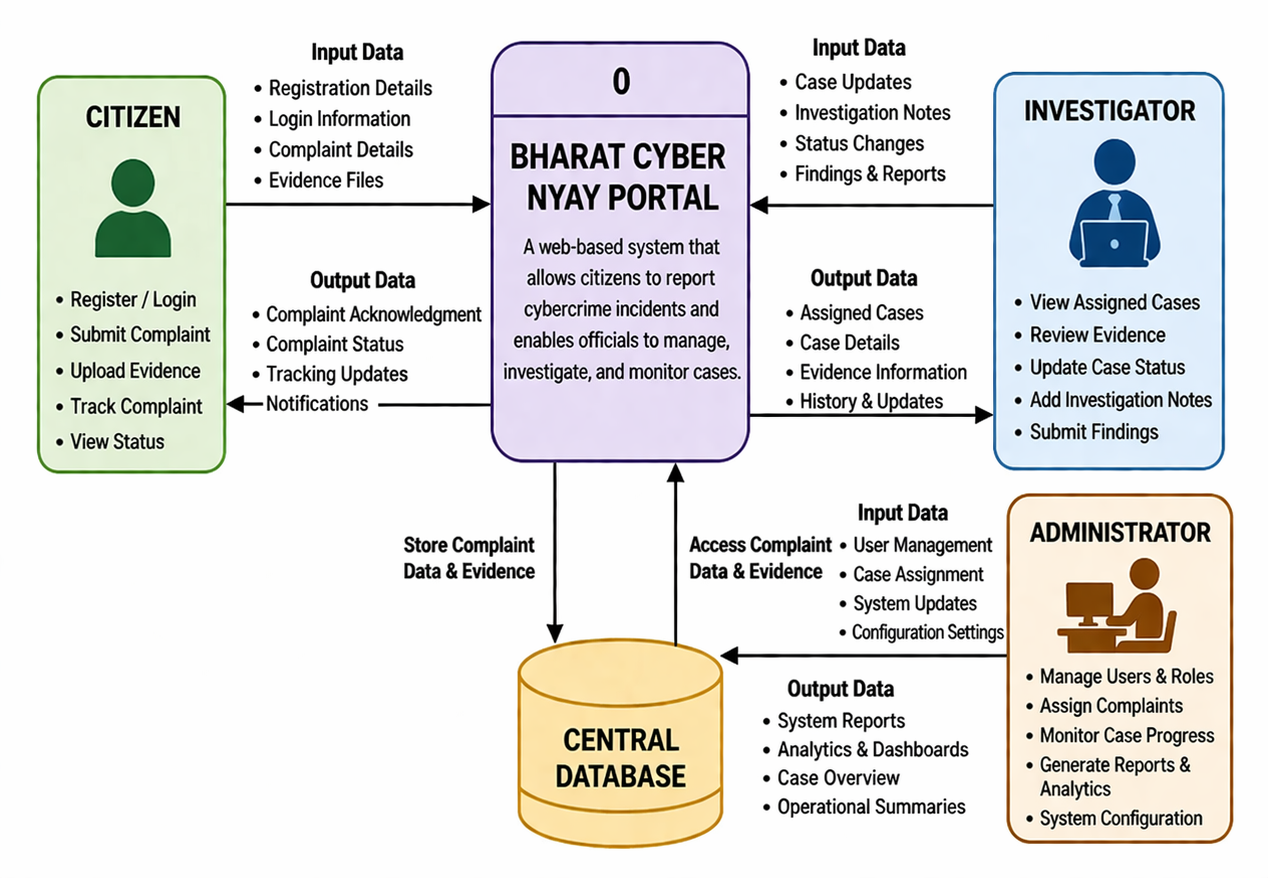 CITIZEN
• Register / Login
• Submit Complaint
• Upload Evidence
• Track Complaint
• View Status
Input Data
• Registration Details
• Login Information
• Complaint Details
• Evidence Files
Output Data
• Complaint Acknowledgment
• Complaint Status
• Tracking Updates
Notifications
0
BHARAT CYBER
NYAY PORTAL
A web-based system that
allows citizens to report
cybercrime incidents and
enables officials to manage,
investigate, and monitor cases.
Input Data
• Case Updates
• Investigation Notes
• Status Changes
• Findings & Reports
Output Data
• Assigned Cases
• Case Details
• Evidence Information
• History & Updates
INVESTIGATOR
• View Assigned Cases
• Review Evidence
• Update Case Status
• Add Investigation Notes
• Submit Findings
Store Complaint
Data & Evidence
Access Complaint
Data & Evidence
Input Data
• User Management
• Case Assignment
• System Updates
• Configuration Settings
Output Data
• System Reports
• Analytics & Dashboards
• Case Overview
• Operational Summaries
CENTRAL
DATABASE
ADMINISTRATOR
• Manage Users & Roles
• Assign Complaints
• Monitor Case Progress
• Generate Reports &
Analytics
• System Configuration